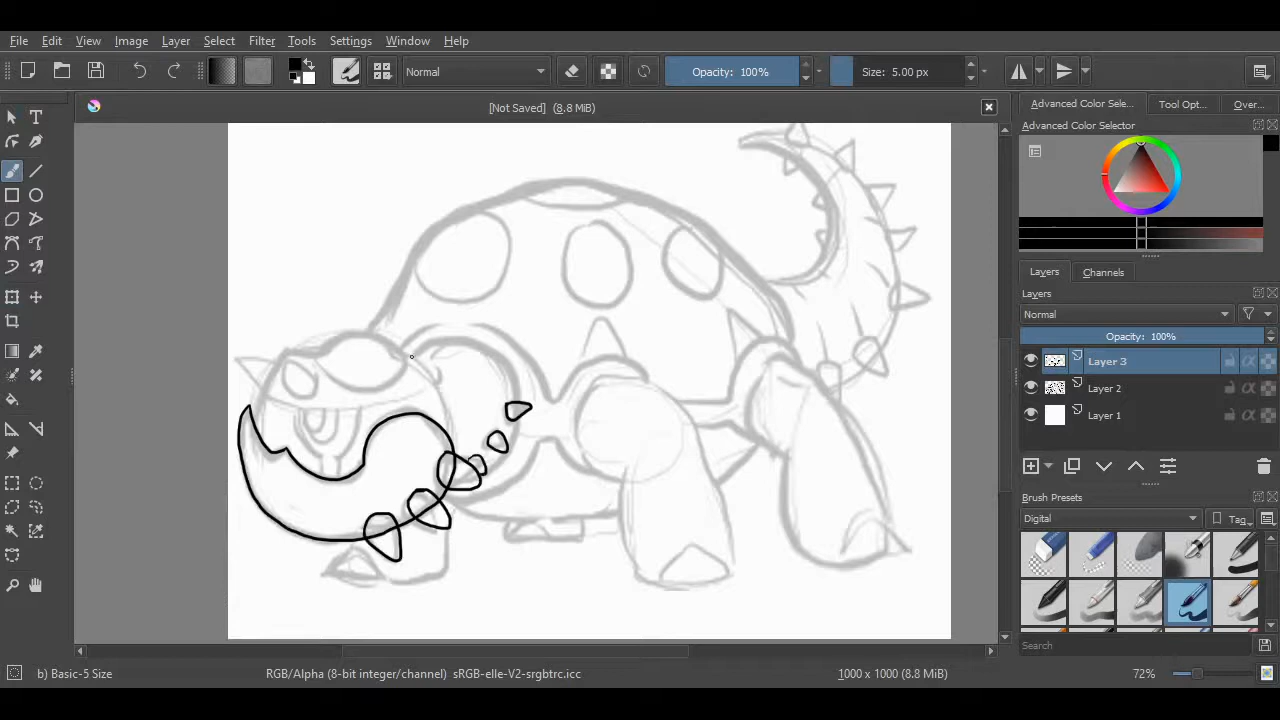 File Edit View Image Layer Select Filter Tools Settings Window Help
Normal
Opacity: 100%
Size: 5.00 px
[Not Saved] (8.8 MiB)
Advanced Color Sele...
Tool Opt...
Over...
Advanced Color Selector
Layers
Channels
Layers
Normal
Opacity: 100%
Layer 3
Layer 2
Layer 1
Brush Presets
Digital
Tag
Search
b) Basic-5 Size
RGB/Alpha (8-bit integer/channel) sRGB-elle-V2-srgbtrc.icc
1000 x 1000 (8.8 MiB)
72%